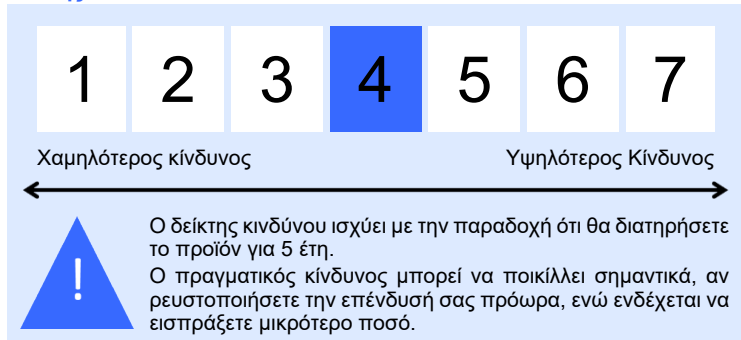 1 2 3 4 5 6 7
Χαμηλότερος κίνδυνος Υψηλότερος Κίνδυνος
Ο δείκτης κινδύνου ισχύει με την παραδοχή ότι θα διατηρήσετε
το προϊόν για 5 έτη.
!
Ο πραγματικός κίνδυνος μπορεί να ποικίλλει σημαντικά, αν
ρευστοποιήσετε την επένδυσή σας πρόωρα, ενώ ενδέχεται να
εισπράξετε μικρότερο ποσό.